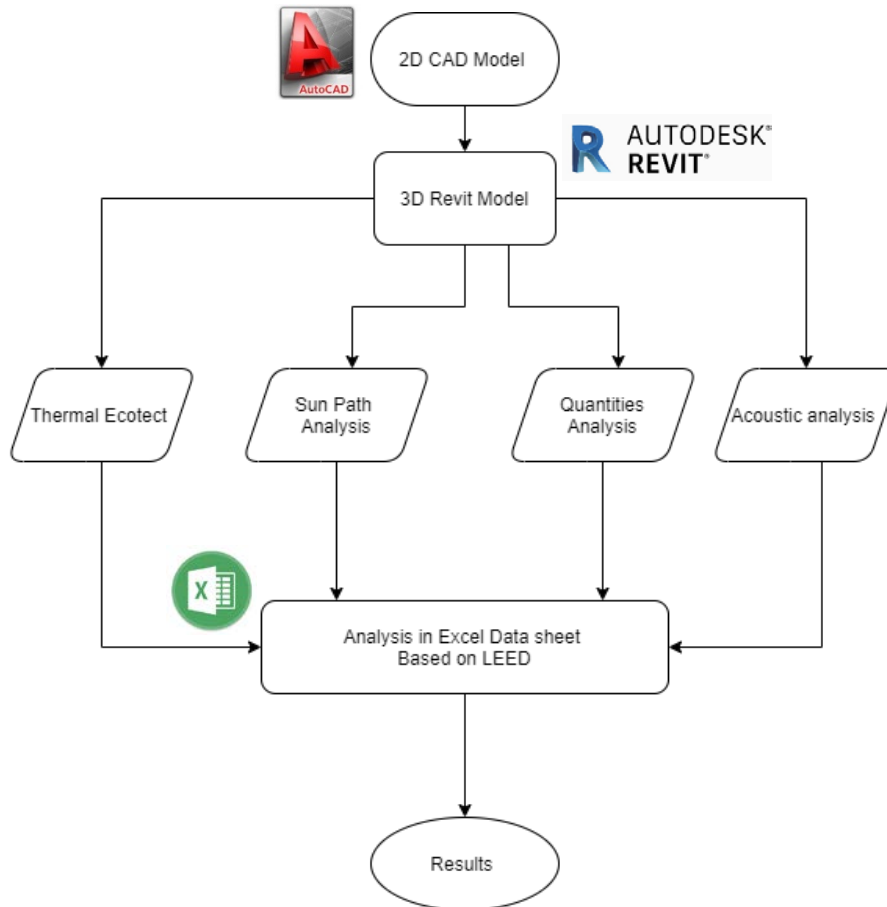 2D CAD Model
AUTOCAD
AUTODESK®
REVIT®
3D Revit Model
Thermal Ecotect
Sun Path
Analysis
Quantities
Analysis
Acoustic analysis
X
Analysis in Excel Data sheet
Based on LEED
Results